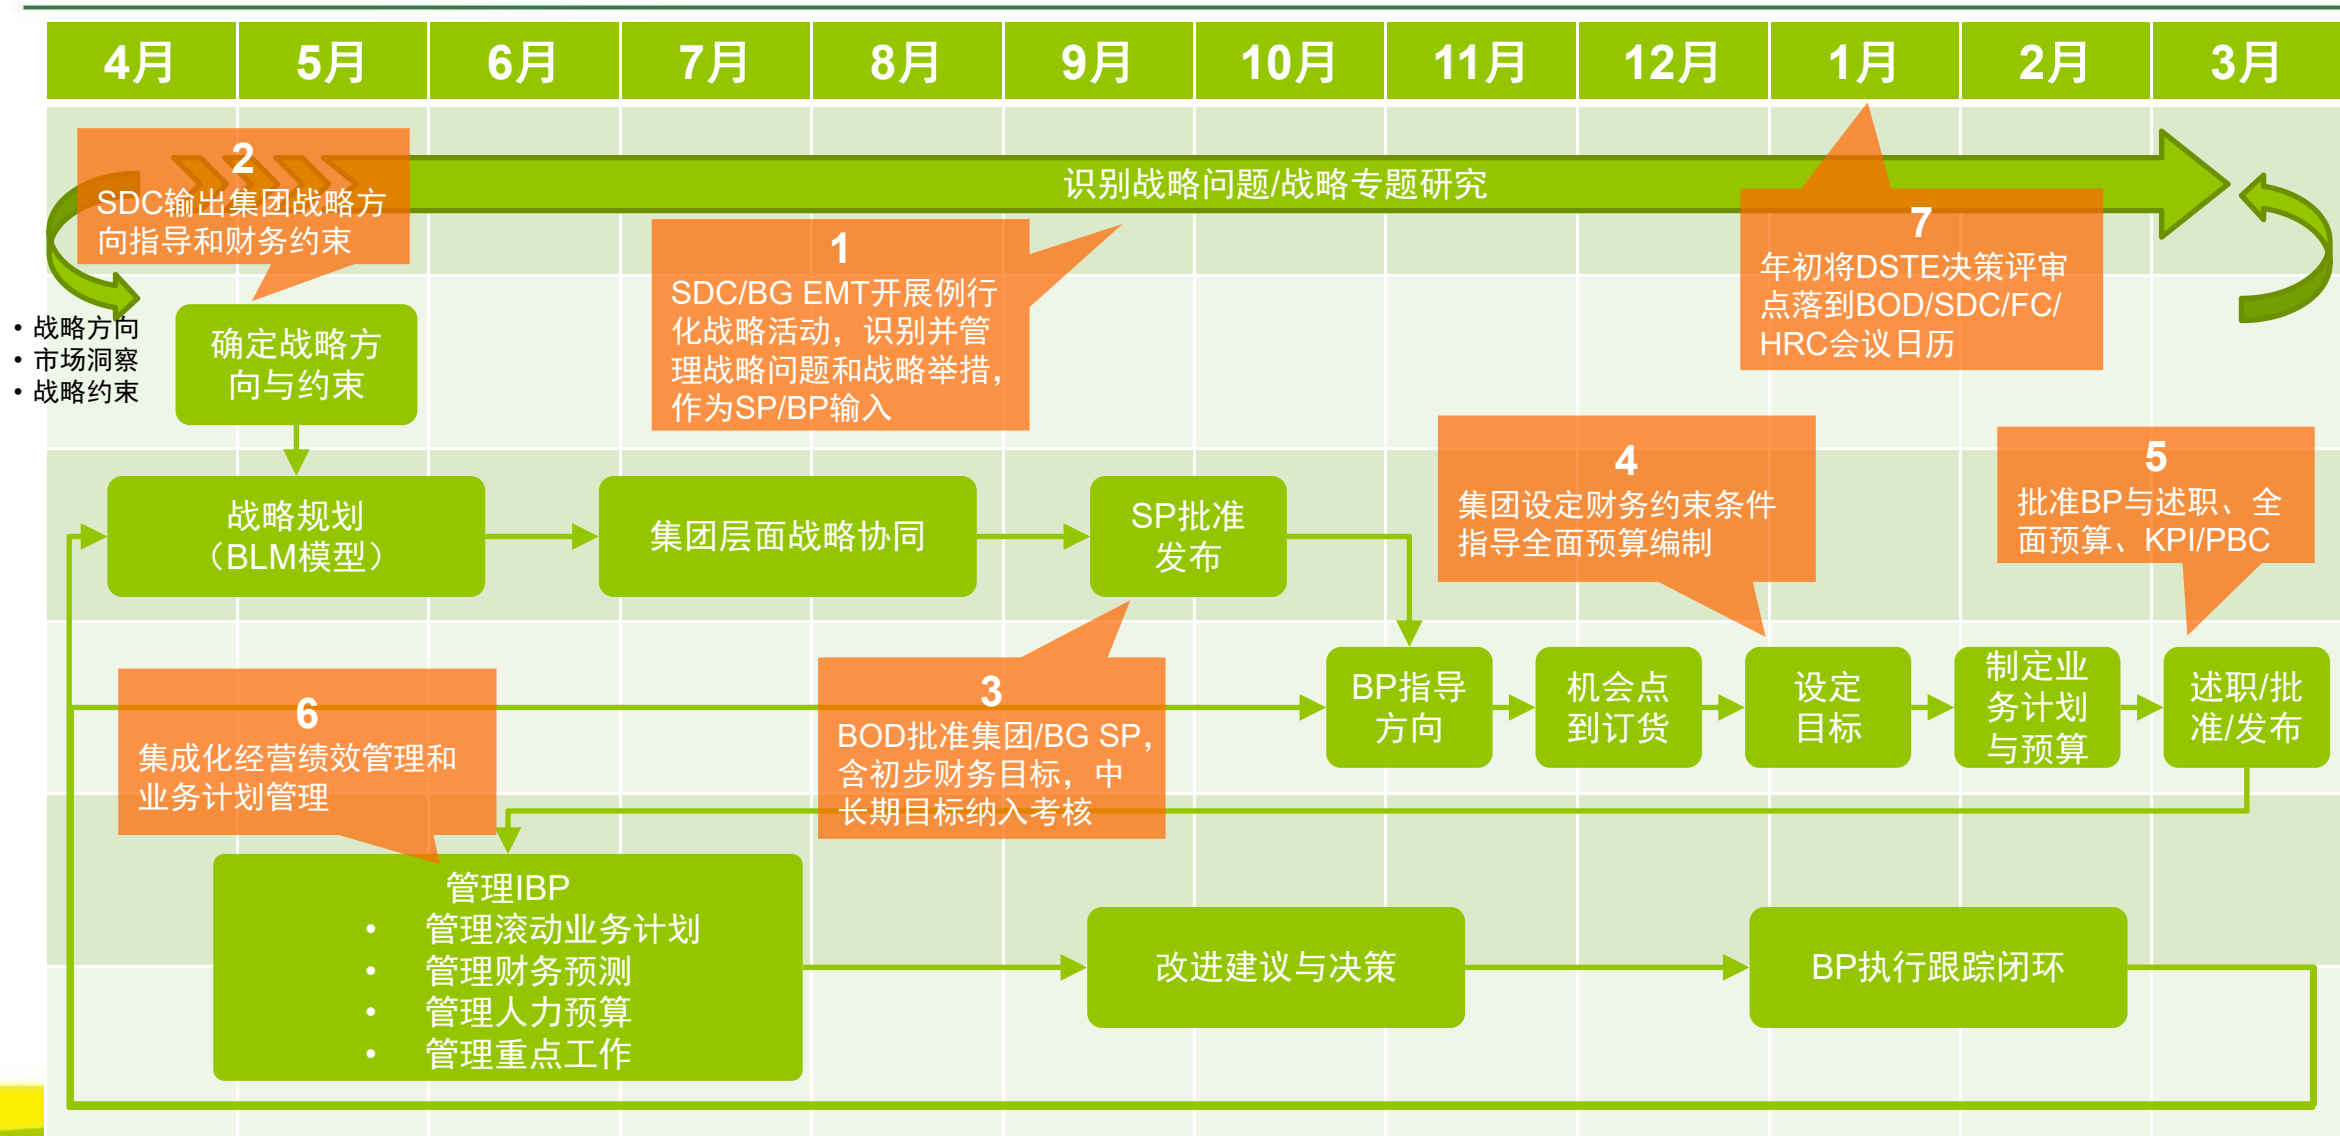 4月 5月 6月 7月 8月 9月 10月 11月 12月 1月 2月 3月
识别战略问题/战略专题研究
2
SDC输出集团战略方
向指导和财务约束
1
SDC/BG EMT开展例行
化战略活动，识别并管
理战略问题和战略举措，
作为SP/BP输入
7
年初将DSTE决策评审
点落到BOD/SDC/FC/
HRC会议日历
• 战略方向
• 市场洞察
• 战略约束
确定战略方
向与约束
4
集团设定财务约束条件
指导全面预算编制
5
批准BP与述职、全
面预算、KPI/PBC
战略规划
（BLM模型）
集团层面战略协同
SP批准
发布
6
集成化经营绩效管理和
业务计划管理
3
BOD批准集团/BG SP，
含初步财务目标，中
长期目标纳入考核
BP指导
方向
机会点
到订货
设定
目标
制定业
务计划
与预算
述职/批
准/发布
管理IBP
• 管理滚动业务计划
• 管理财务预测
• 管理人力预算
• 管理重点工作
改进建议与决策
BP执行跟踪闭环